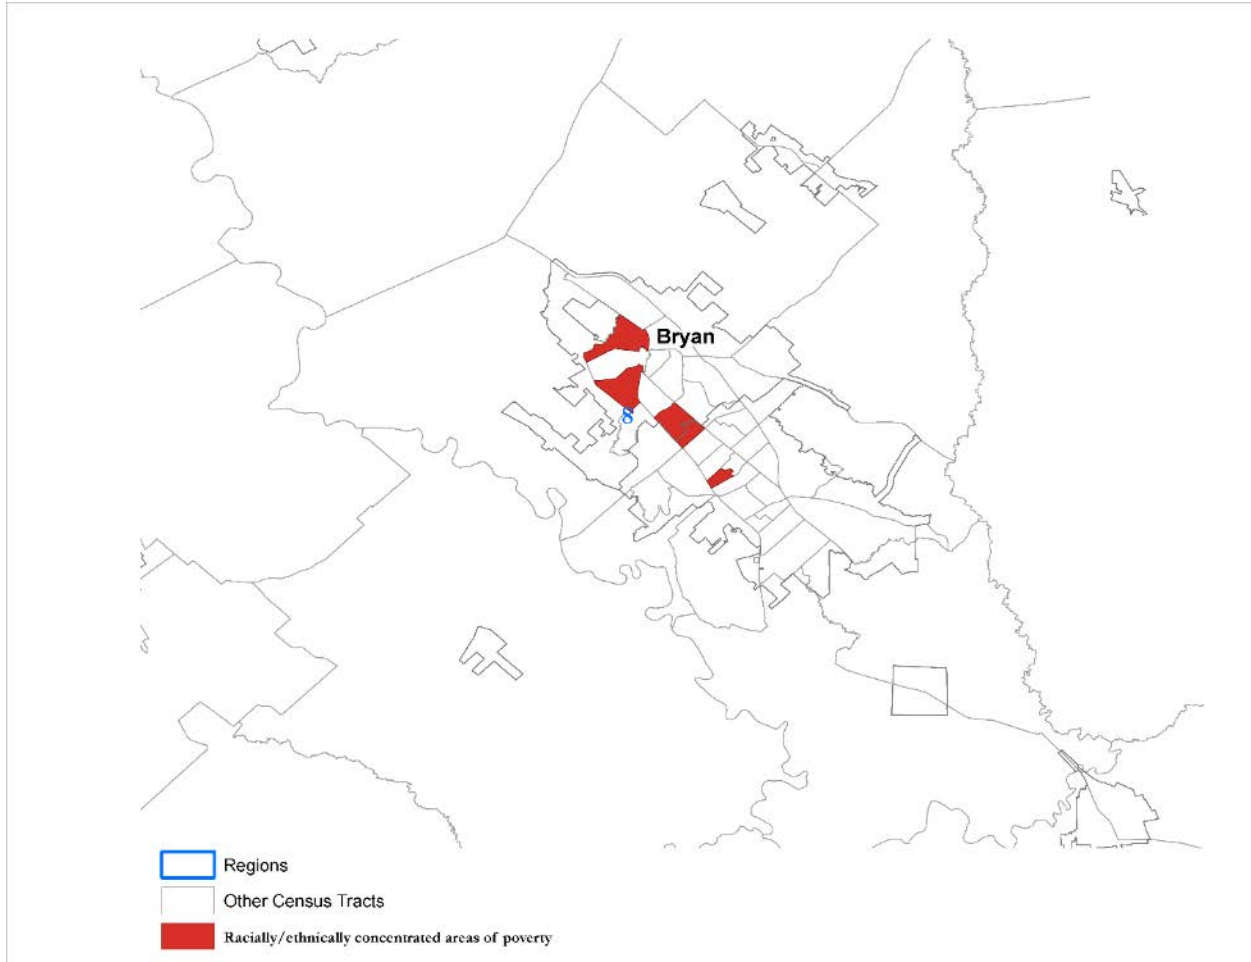 Bryan
8
Regions
Other Census Tracts
Racially/ethnically concentrated areas of poverty